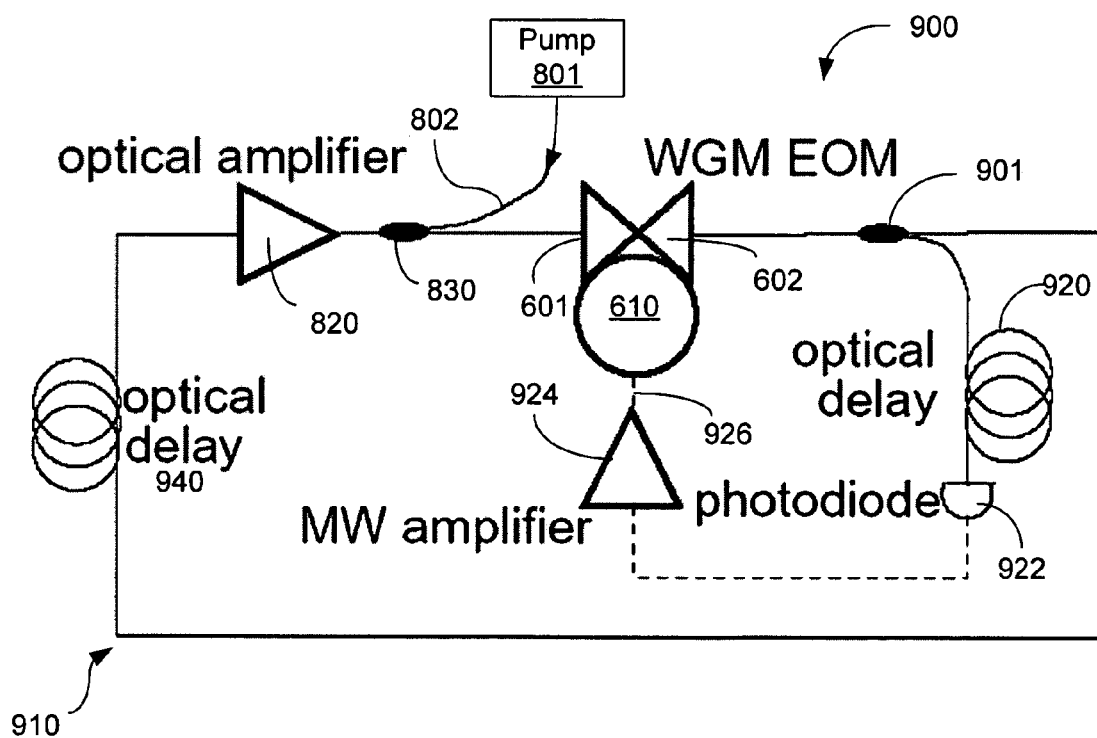 900
Pump
801
802
optical amplifier
WGM EOM
901
830
601
602
820
610
920
optical
delay
optical
delay
940
924
926
MW amplifier
photodiode
922
910